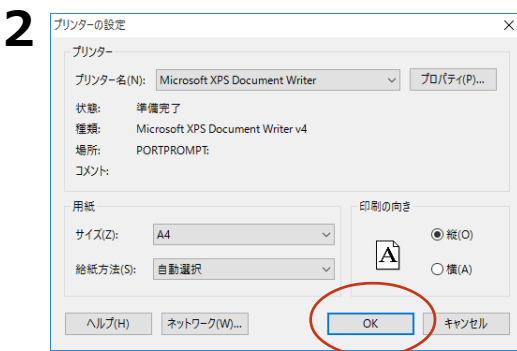 2
プリンターの設定
プリンター
プリンター名(N): Microsoft XPS Document Writer プロパティ(P)...
状態: 準備完了
種類: Microsoft XPS Document Writer v4
場所: PORTPROMPT:
コメント:
用紙
サイズ(Z): A4
給紙方法(S): 自動選択
印刷の向き
A
縦(O)
横(A)
ヘルプ(H) ネットワーク(W)... OK キャンセル